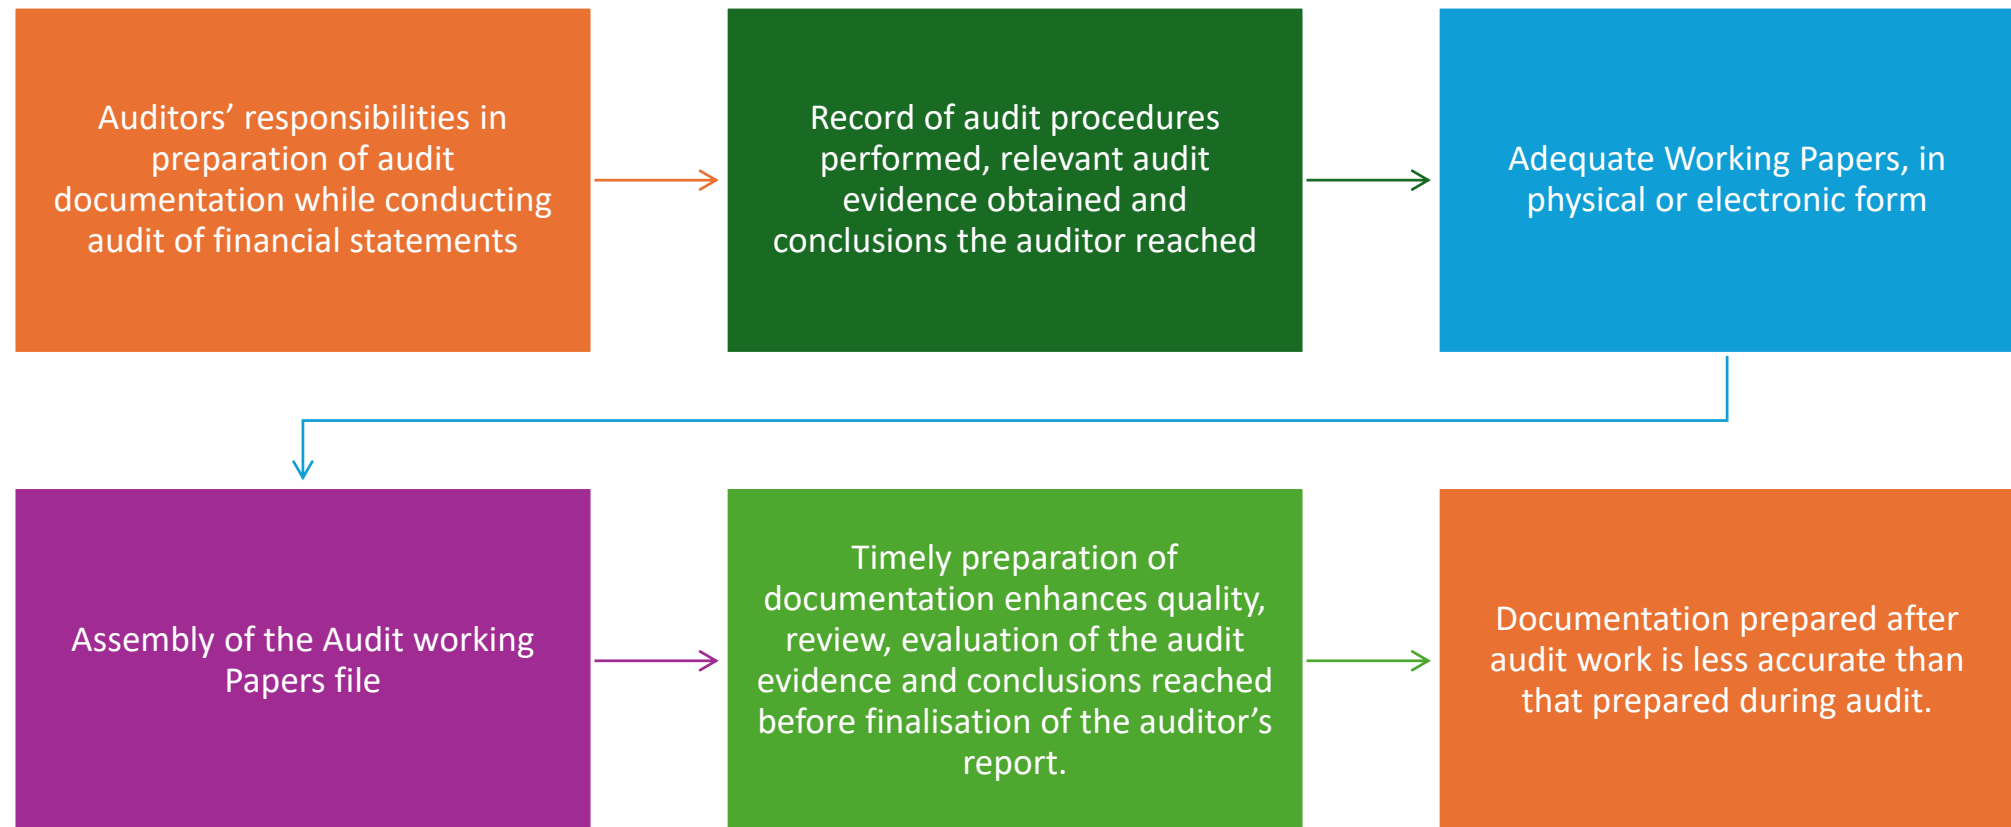 Auditors’ responsibilities in
preparation of audit
documentation while conducting
audit of financial statements
Record of audit procedures
performed, relevant audit
evidence obtained and
conclusions the auditor reached
Adequate Working Papers, in
physical or electronic form
Assembly of the Audit working
Papers file
Timely preparation of
documentation enhances quality,
review, evaluation of the audit
evidence and conclusions reached
before finalisation of the auditor’s
report.
Documentation prepared after
audit work is less accurate than
that prepared during audit.